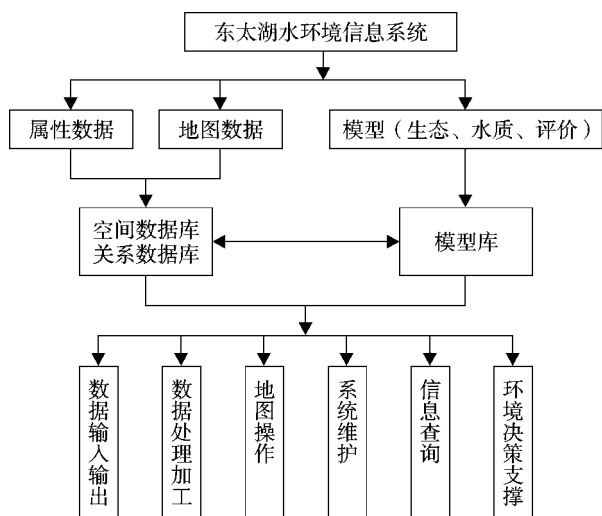 东太湖水环境信息系统
属性数据
地图数据
模型（生态、水质、评价）
空间数据库
关系数据库
模型库
数据输入输出
数据处理加工
地图操作
系统维护
信息查询
环境决策支撑